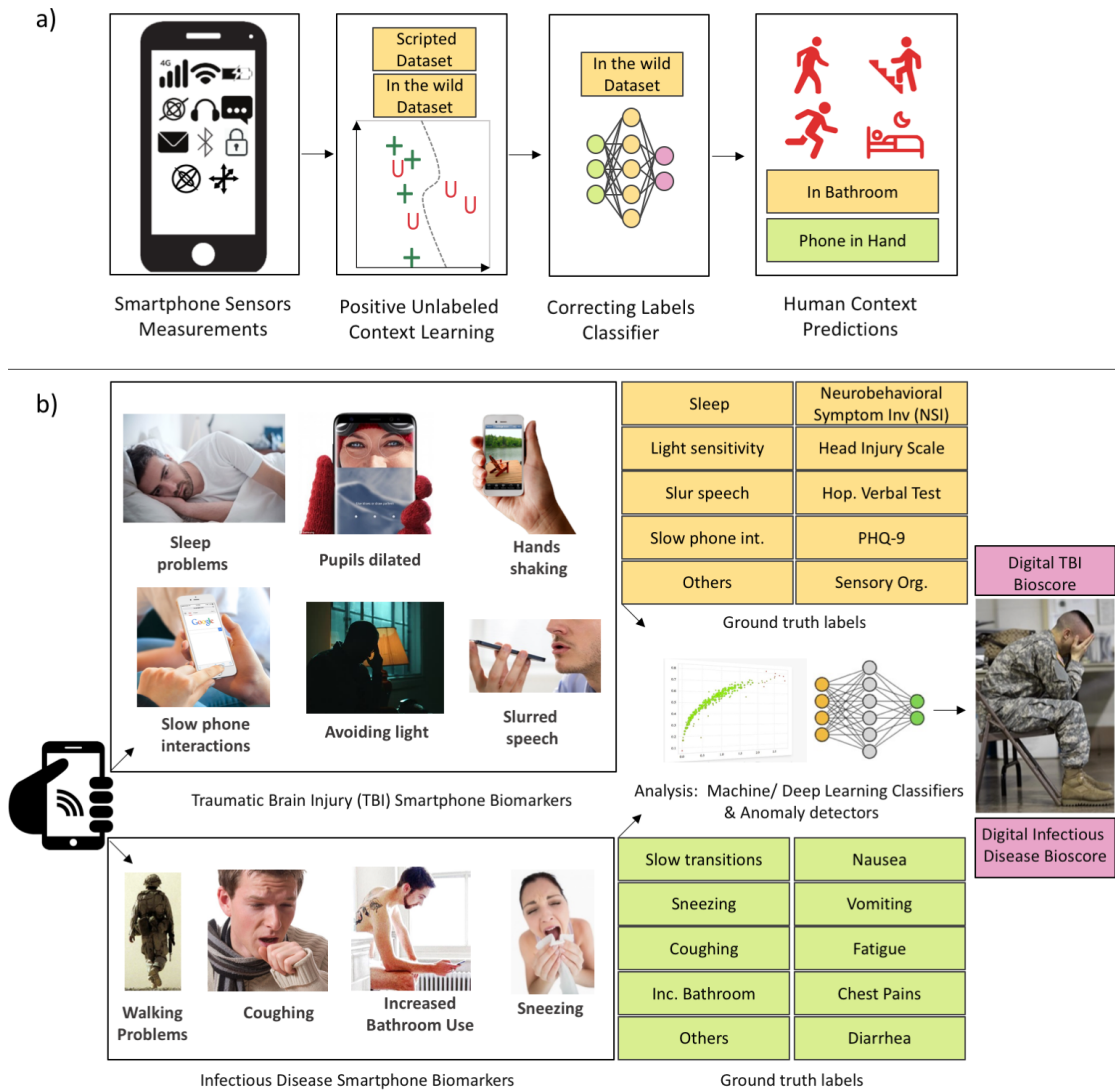 a)
4G
Scripted
Dataset
In the wild
Dataset
U
U
U
U
In the wild
Dataset
In Bathroom
Phone in Hand
Smartphone Sensors
Measurements
Positive Unlabeled
Context Learning
Correcting Labels
Classifier
Human Context
Predictions
b)
Sleep
problems
Pupils dilated
Hands
shaking
Google
Slow phone
interactions
Avoiding light
Slurred
speech
Traumatic Brain Injury (TBI) Smartphone Biomarkers
Sleep
Neurobehavioral
Symptom Inv (NSI)
Light sensitivity
Head Injury Scale
Slur speech
Hop. Verbal Test
Slow phone int.
PHQ-9
Others
Sensory Org.
Ground truth labels
Analysis: Machine/ Deep Learning Classifiers
& Anomaly detectors
Digital TBI
Bioscore
Digital Infectious
Disease Bioscore
Walking
Problems
Coughing
Increased
Bathroom Use
Sneezing
Infectious Disease Smartphone Biomarkers
Slow transitions
Nausea
Sneezing
Vomiting
Coughing
Fatigue
Inc. Bathroom
Chest Pains
Others
Diarrhea
Ground truth labels